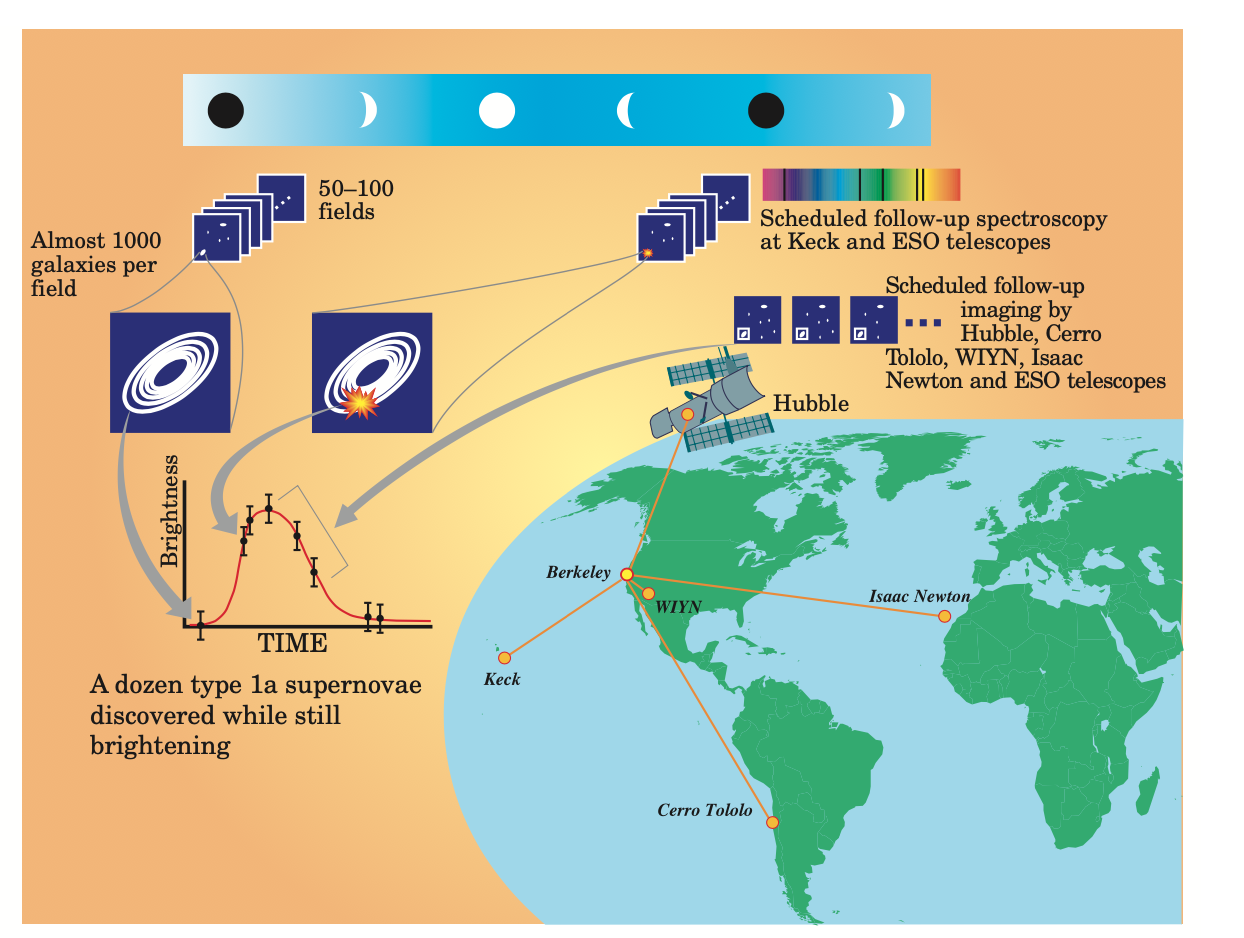 50–100
fields
Almost 1000
galaxies per
field
Scheduled follow-up spectroscopy
at Keck and ESO telescopes
Scheduled follow-up
imaging by
Hubble, Cerro
Tololo, WIYN, Isaac
Newton and ESO telescopes
Hubble
Brightness
TIME
A dozen type 1a supernovae
discovered while still
brightening
Berkeley
WIYN
Isaac Newton
Keck
Cerro Tololo